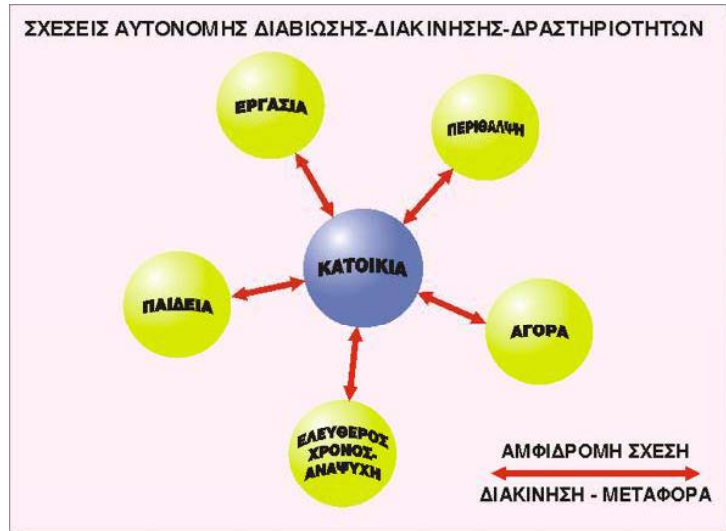 ΣΧΕΣΕΙΣ ΑΥΤΟΝΟΜΗΣ ΔΙΑΒΙΩΣΗΣ-ΔΙΑΚΙΝΗΣΗΣ-ΔΡΑΣΤΗΡΙΟΤΗΤΩΝ
ΕΡΓΑΣΙΑ
ΠΕΡΙΘΑΛΨΗ
ΚΑΤΟΙΚΙΑ
ΠΑΙΔΕΙΑ
ΑΓΟΡΑ
ΕΛΕΥΘΕΡΟΣ
ΧΡΟΝΟΣ-
ΑΝΑΨΥΧΗ
ΑΜΦΙΔΡΟΜΗ ΣΧΕΣΗ
ΔΙΑΚΙΝΗΣΗ - ΜΕΤΑΦΟΡΑ